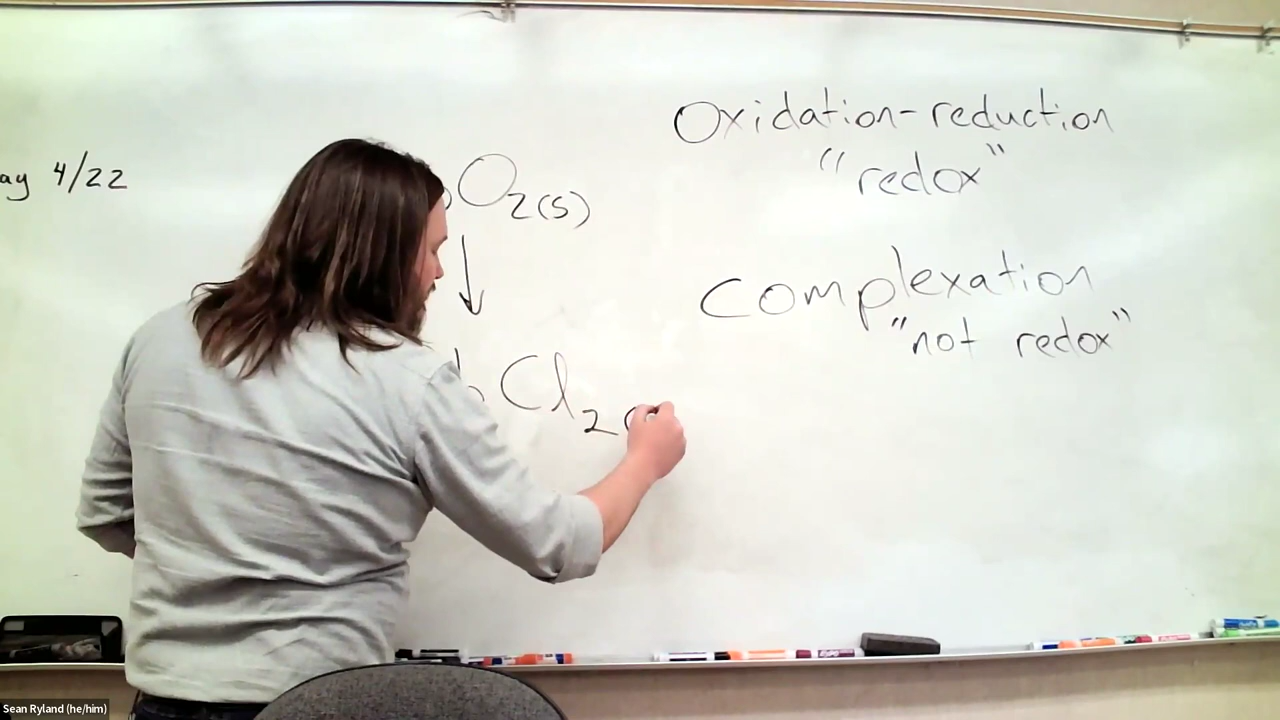 ay 4/22
O2(s)
↓
Cl2(
Oxidation-reduction
"redox"
Complexation
"not redox"
Sean Ryland (he/him)